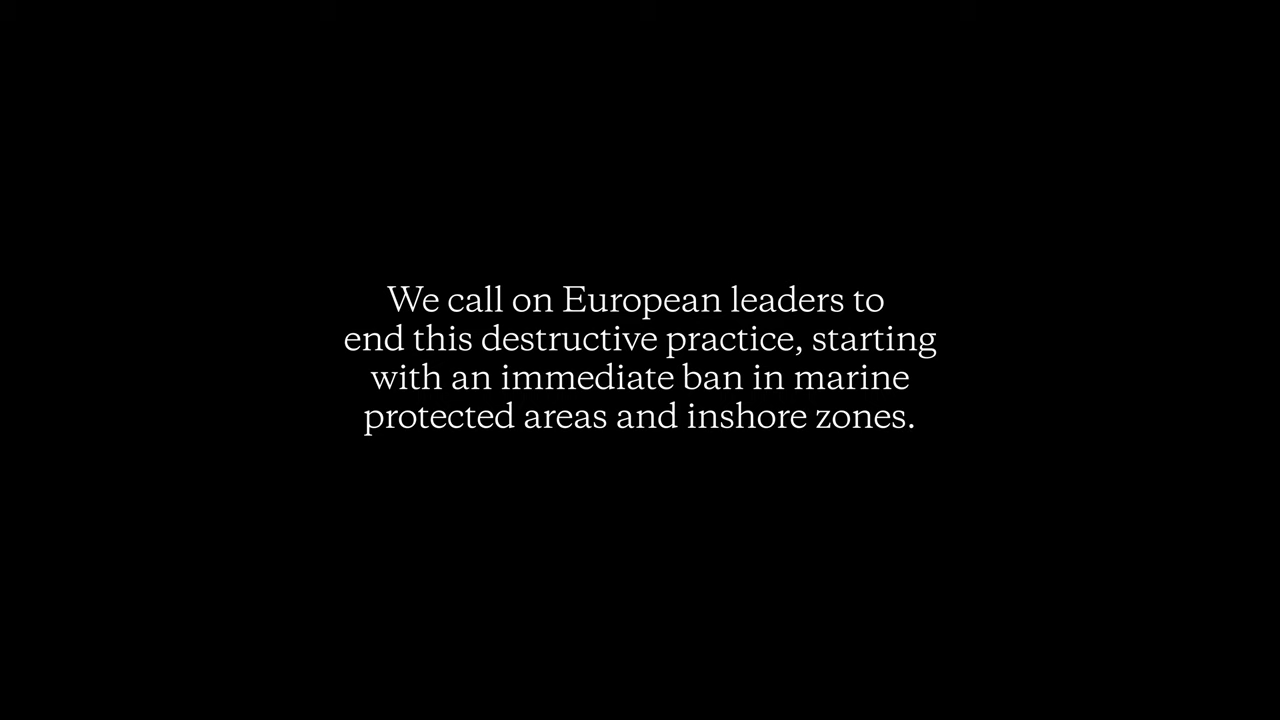 We call on European leaders to
end this destructive practice, starting
with an immediate ban in marine
protected areas and inshore zones.